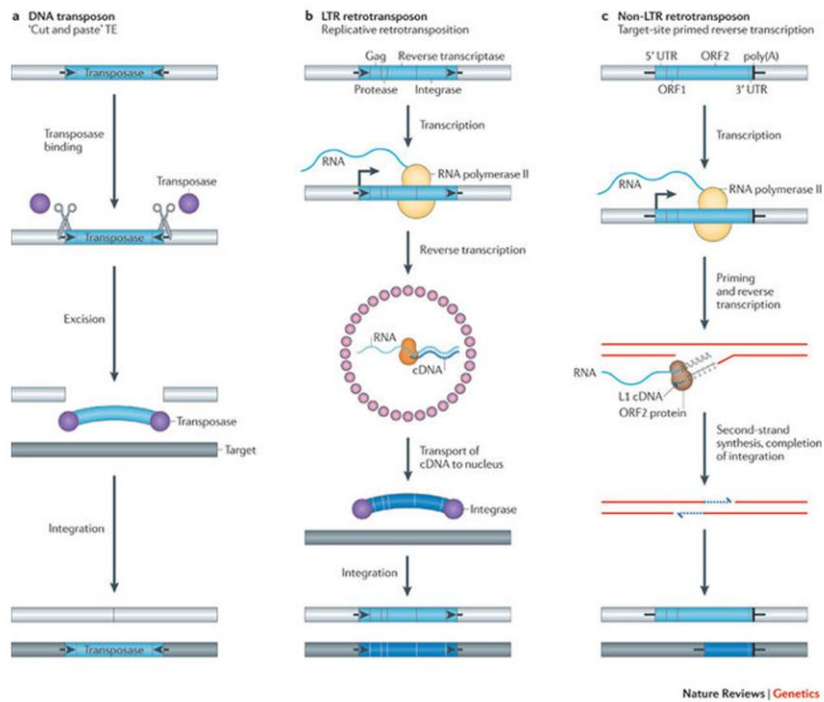 a DNA transposon
'Cut and paste' TE
Transposase
Transposase
binding
Transposase
Transposase
Excision
Transposase
Target
Integration
Transposase
b LTR retrotransposon
Replicative retrotransposition
Gag Reverse transcriptase
Protease Integrase
Transcription
RNA
RNA polymerase II
Reverse transcription
RNA
cDNA
Transport of
cDNA to nucleus
Integrase
Integration
c Non-LTR retrotransposon
Target-site primed reverse transcription
5' UTR ORF2 poly(A)
ORF1 3' UTR
Transcription
RNA
RNA polymerase II
Priming
and reverse
transcription
AAAAA
RNA
L1 cDNA
ORF2 protein
Second-strand
synthesis, completion
of integration
Nature Reviews | Genetics